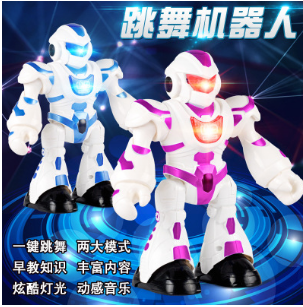 跳舞机器人
一键跳舞 两大模式
早教知识 丰富内容
炫酷灯光 动感音乐